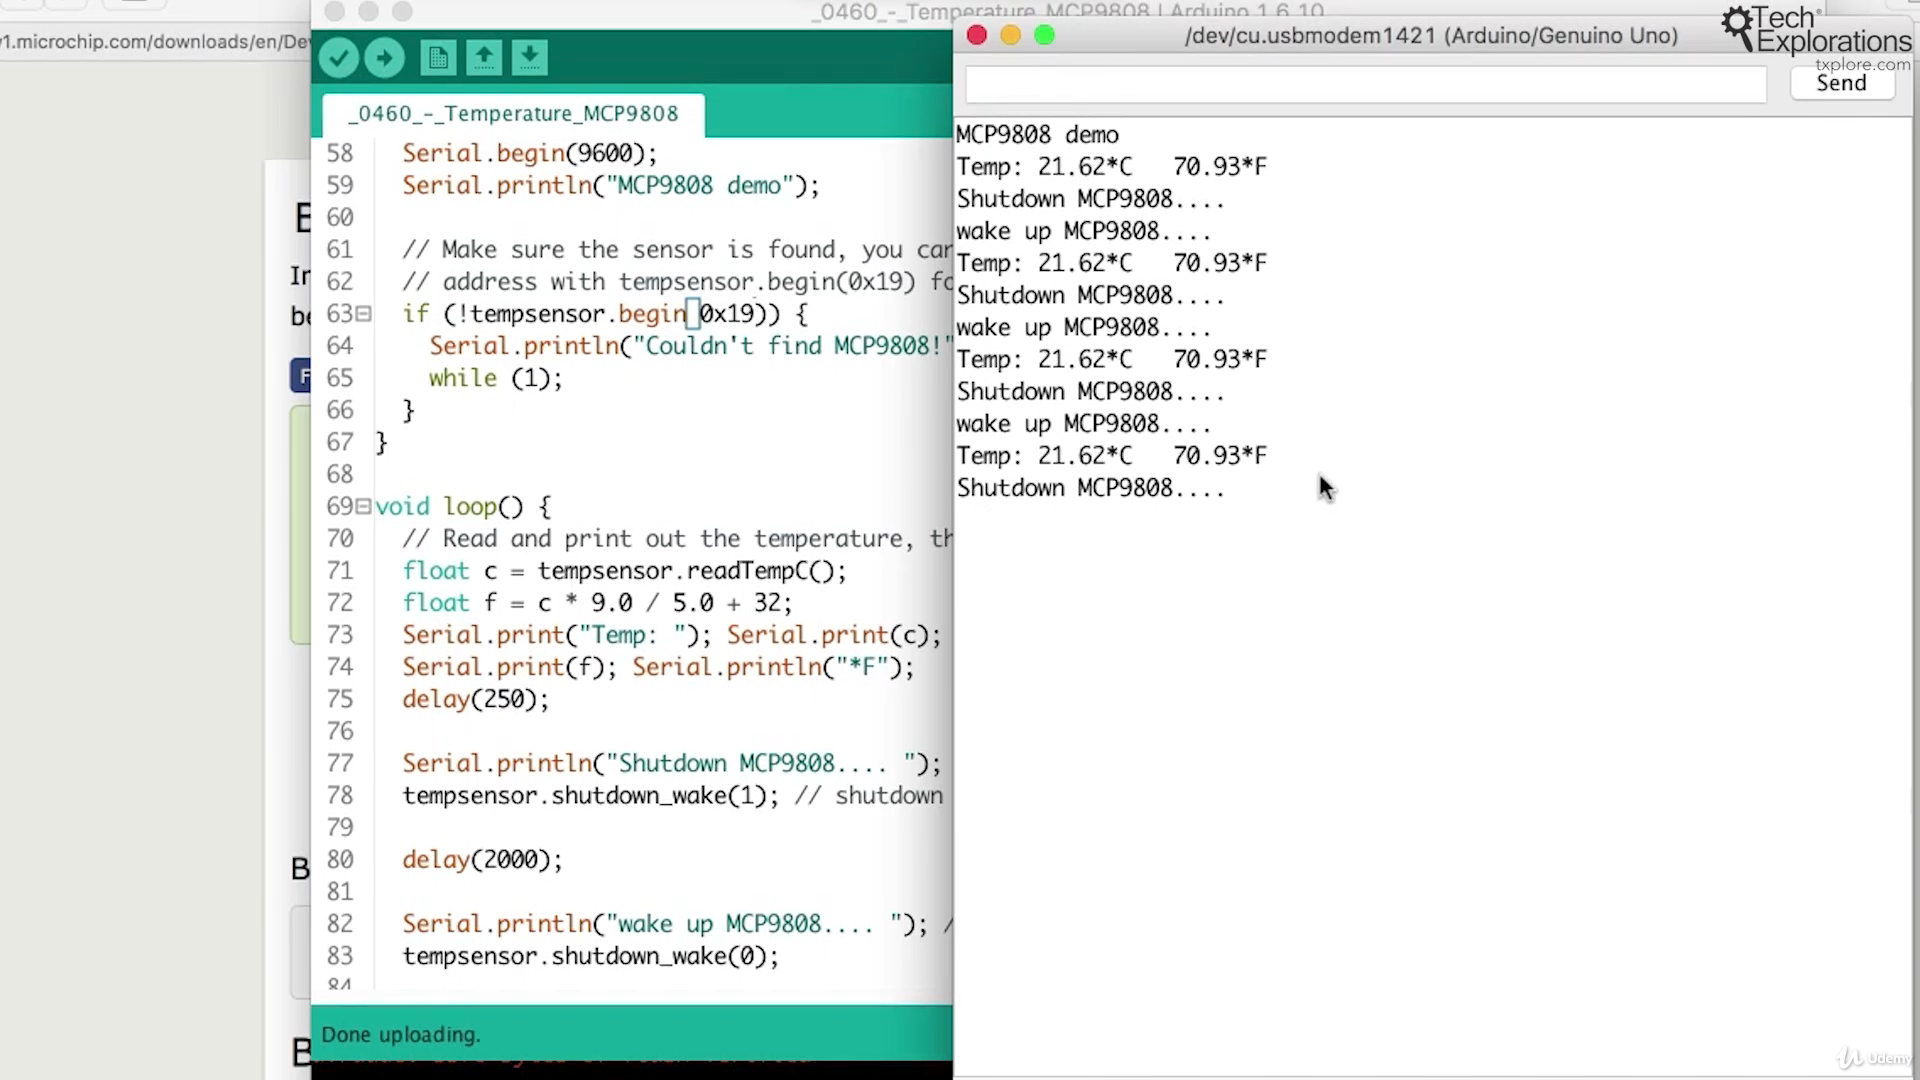 _0460_-_Temperature_MCP9808 | Arduino 1.6.10
w1.microchip.com/downloads/en/De
/dev/cu.usbmodem1421 (Arduino/Genuino Uno)
Tech
Explorations
txplore.com
Send
_0460_-_Temperature_MCP9808
58 Serial.begin(9600);
59 Serial.println("MCP9808 demo");
60
61 // Make sure the sensor is found, you can
62 // address with tempsensor.begin(0x19) fo
63 if (!tempsensor.begin(0x19)) {
64 Serial.println("Couldn't find MCP9808!"
65 while (1);
66 }
67 }
68
69 void loop() {
70 // Read and print out the temperature, th
71 float c = tempsensor.readTempC();
72 float f = c * 9.0 / 5.0 + 32;
73 Serial.print("Temp: "); Serial.print(c);
74 Serial.print(f); Serial.println("*F");
75 delay(250);
76
77 Serial.println("Shutdown MCP9808.... ");
78 tempsensor.shutdown_wake(1); // shutdown
79
80 delay(2000);
81
82 Serial.println("wake up MCP9808.... "); /
83 tempsensor.shutdown_wake(0);
84
Done uploading.
MCP9808 demo
Temp: 21.62*C 70.93*F
Shutdown MCP9808....
wake up MCP9808....
Temp: 21.62*C 70.93*F
Shutdown MCP9808....
wake up MCP9808....
Temp: 21.62*C 70.93*F
Shutdown MCP9808....
wake up MCP9808....
Temp: 21.62*C 70.93*F
Shutdown MCP9808....
Udemy